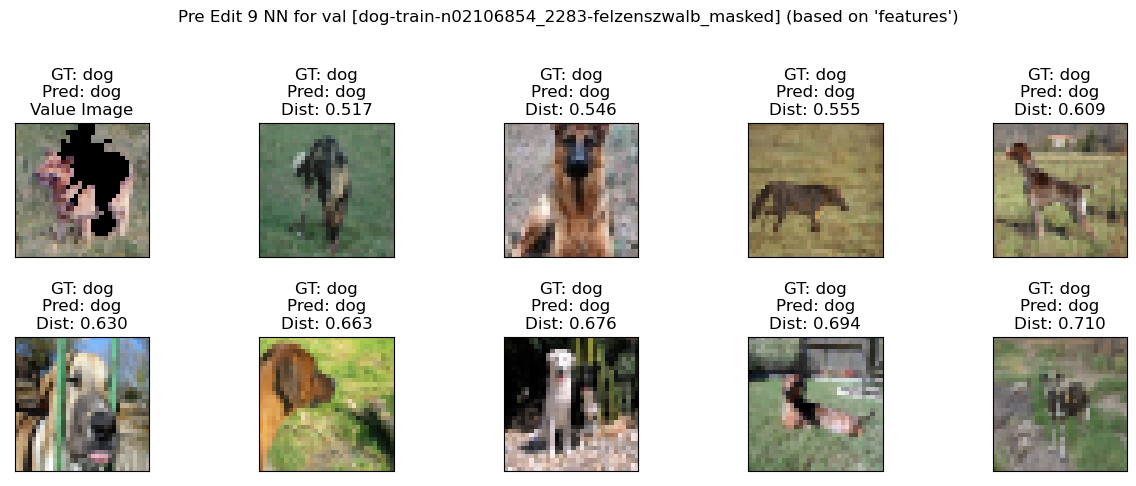 Pre Edit 9 NN for val [dog-train-n02106854_2283-felzenszwalb_masked] (based on 'features')
GT: dog
Pred: dog
Value Image
GT: dog
Pred: dog
Dist: 0.517
GT: dog
Pred: dog
Dist: 0.546
GT: dog
Pred: dog
Dist: 0.555
GT: dog
Pred: dog
Dist: 0.609
GT: dog
Pred: dog
Dist: 0.630
GT: dog
Pred: dog
Dist: 0.663
GT: dog
Pred: dog
Dist: 0.676
GT: dog
Pred: dog
Dist: 0.694
GT: dog
Pred: dog
Dist: 0.710